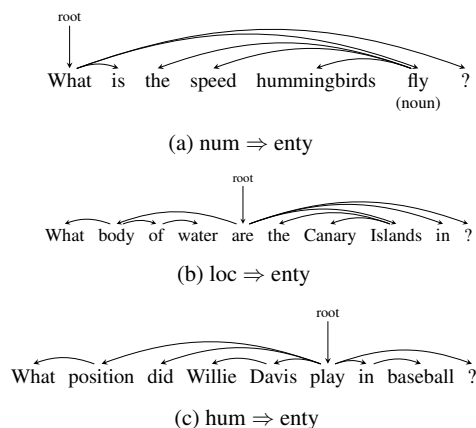 root
What is the speed hummingbirds fly ?
(noun)
(a) num ⇒ enty
root
What body of water are the Canary Islands in ?
(b) loc ⇒ enty
root
What position did Willie Davis play in baseball ?
(c) hum ⇒ enty